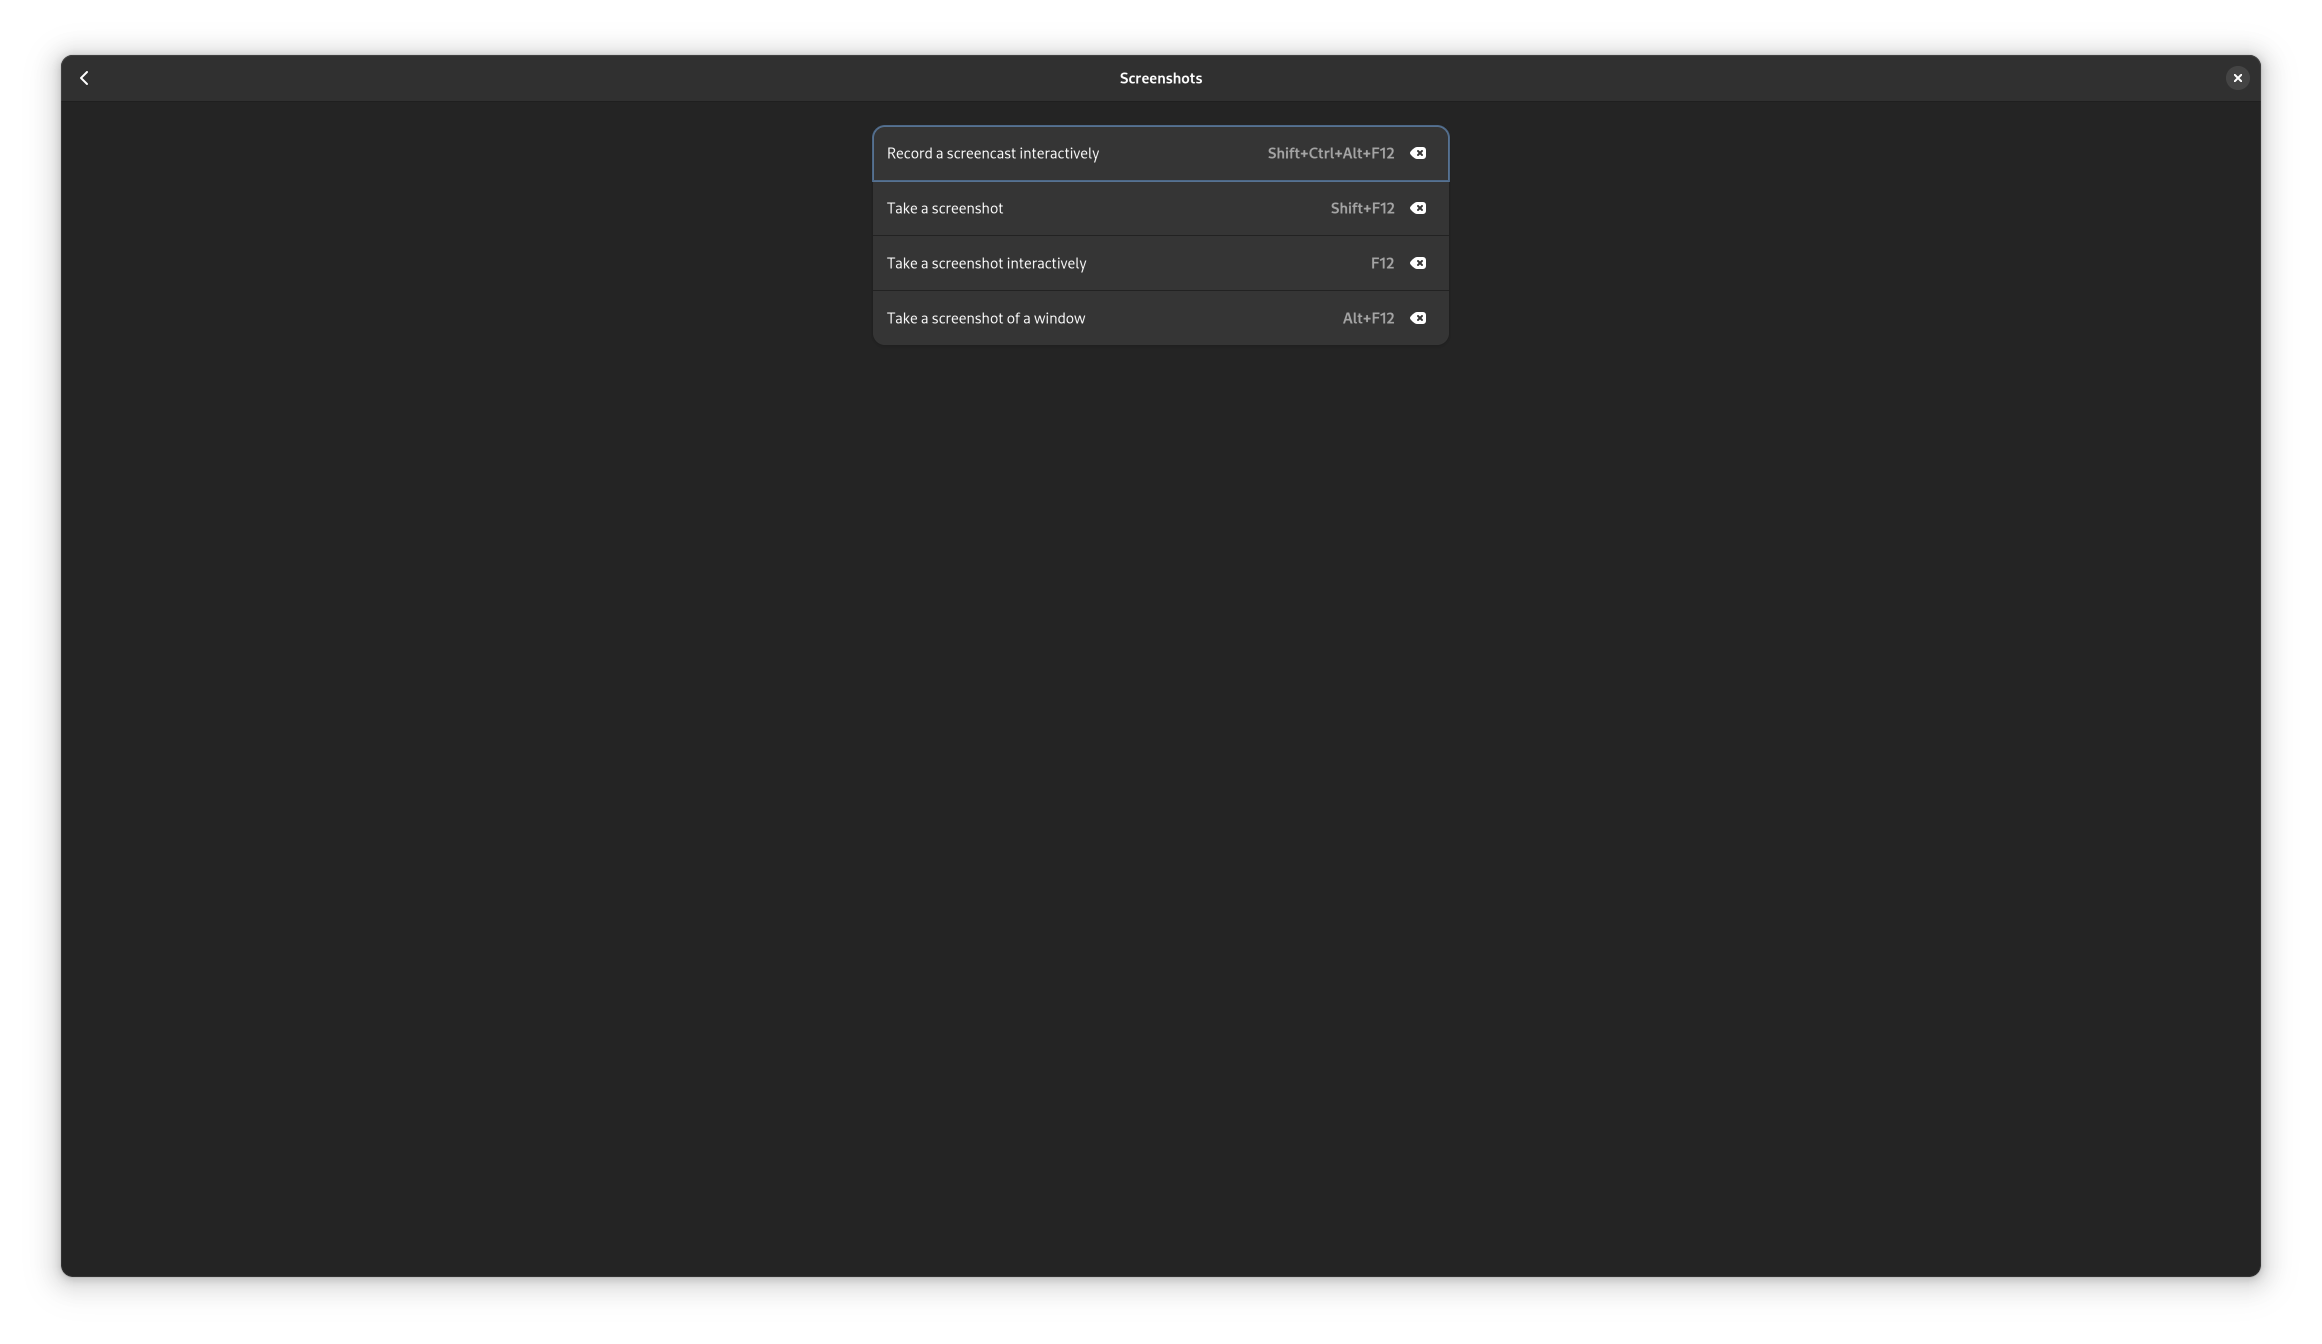 Screenshots
Record a screencast interactively Shift+Ctrl+Alt+F12
Take a screenshot Shift+F12
Take a screenshot interactively F12
Take a screenshot of a window Alt+F12